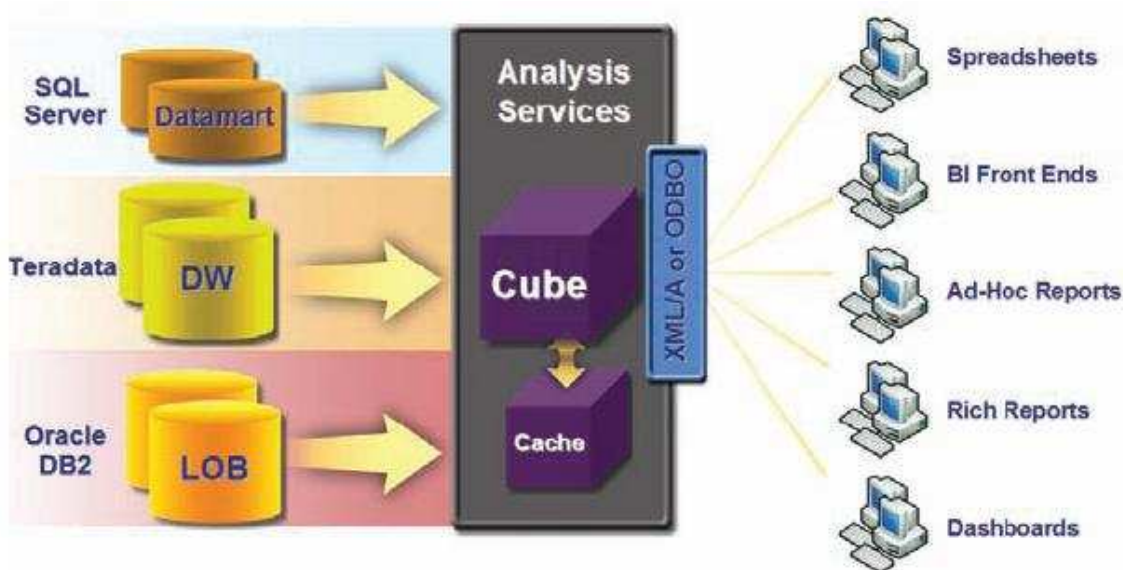 SQL
Server
Datamart
Teradata
DW
Oracle
DB2
LOB
Analysis
Services
Cube
Cache
XML/A or ODBO
Spreadsheets
BI Front Ends
Ad-Hoc Reports
Rich Reports
Dashboards